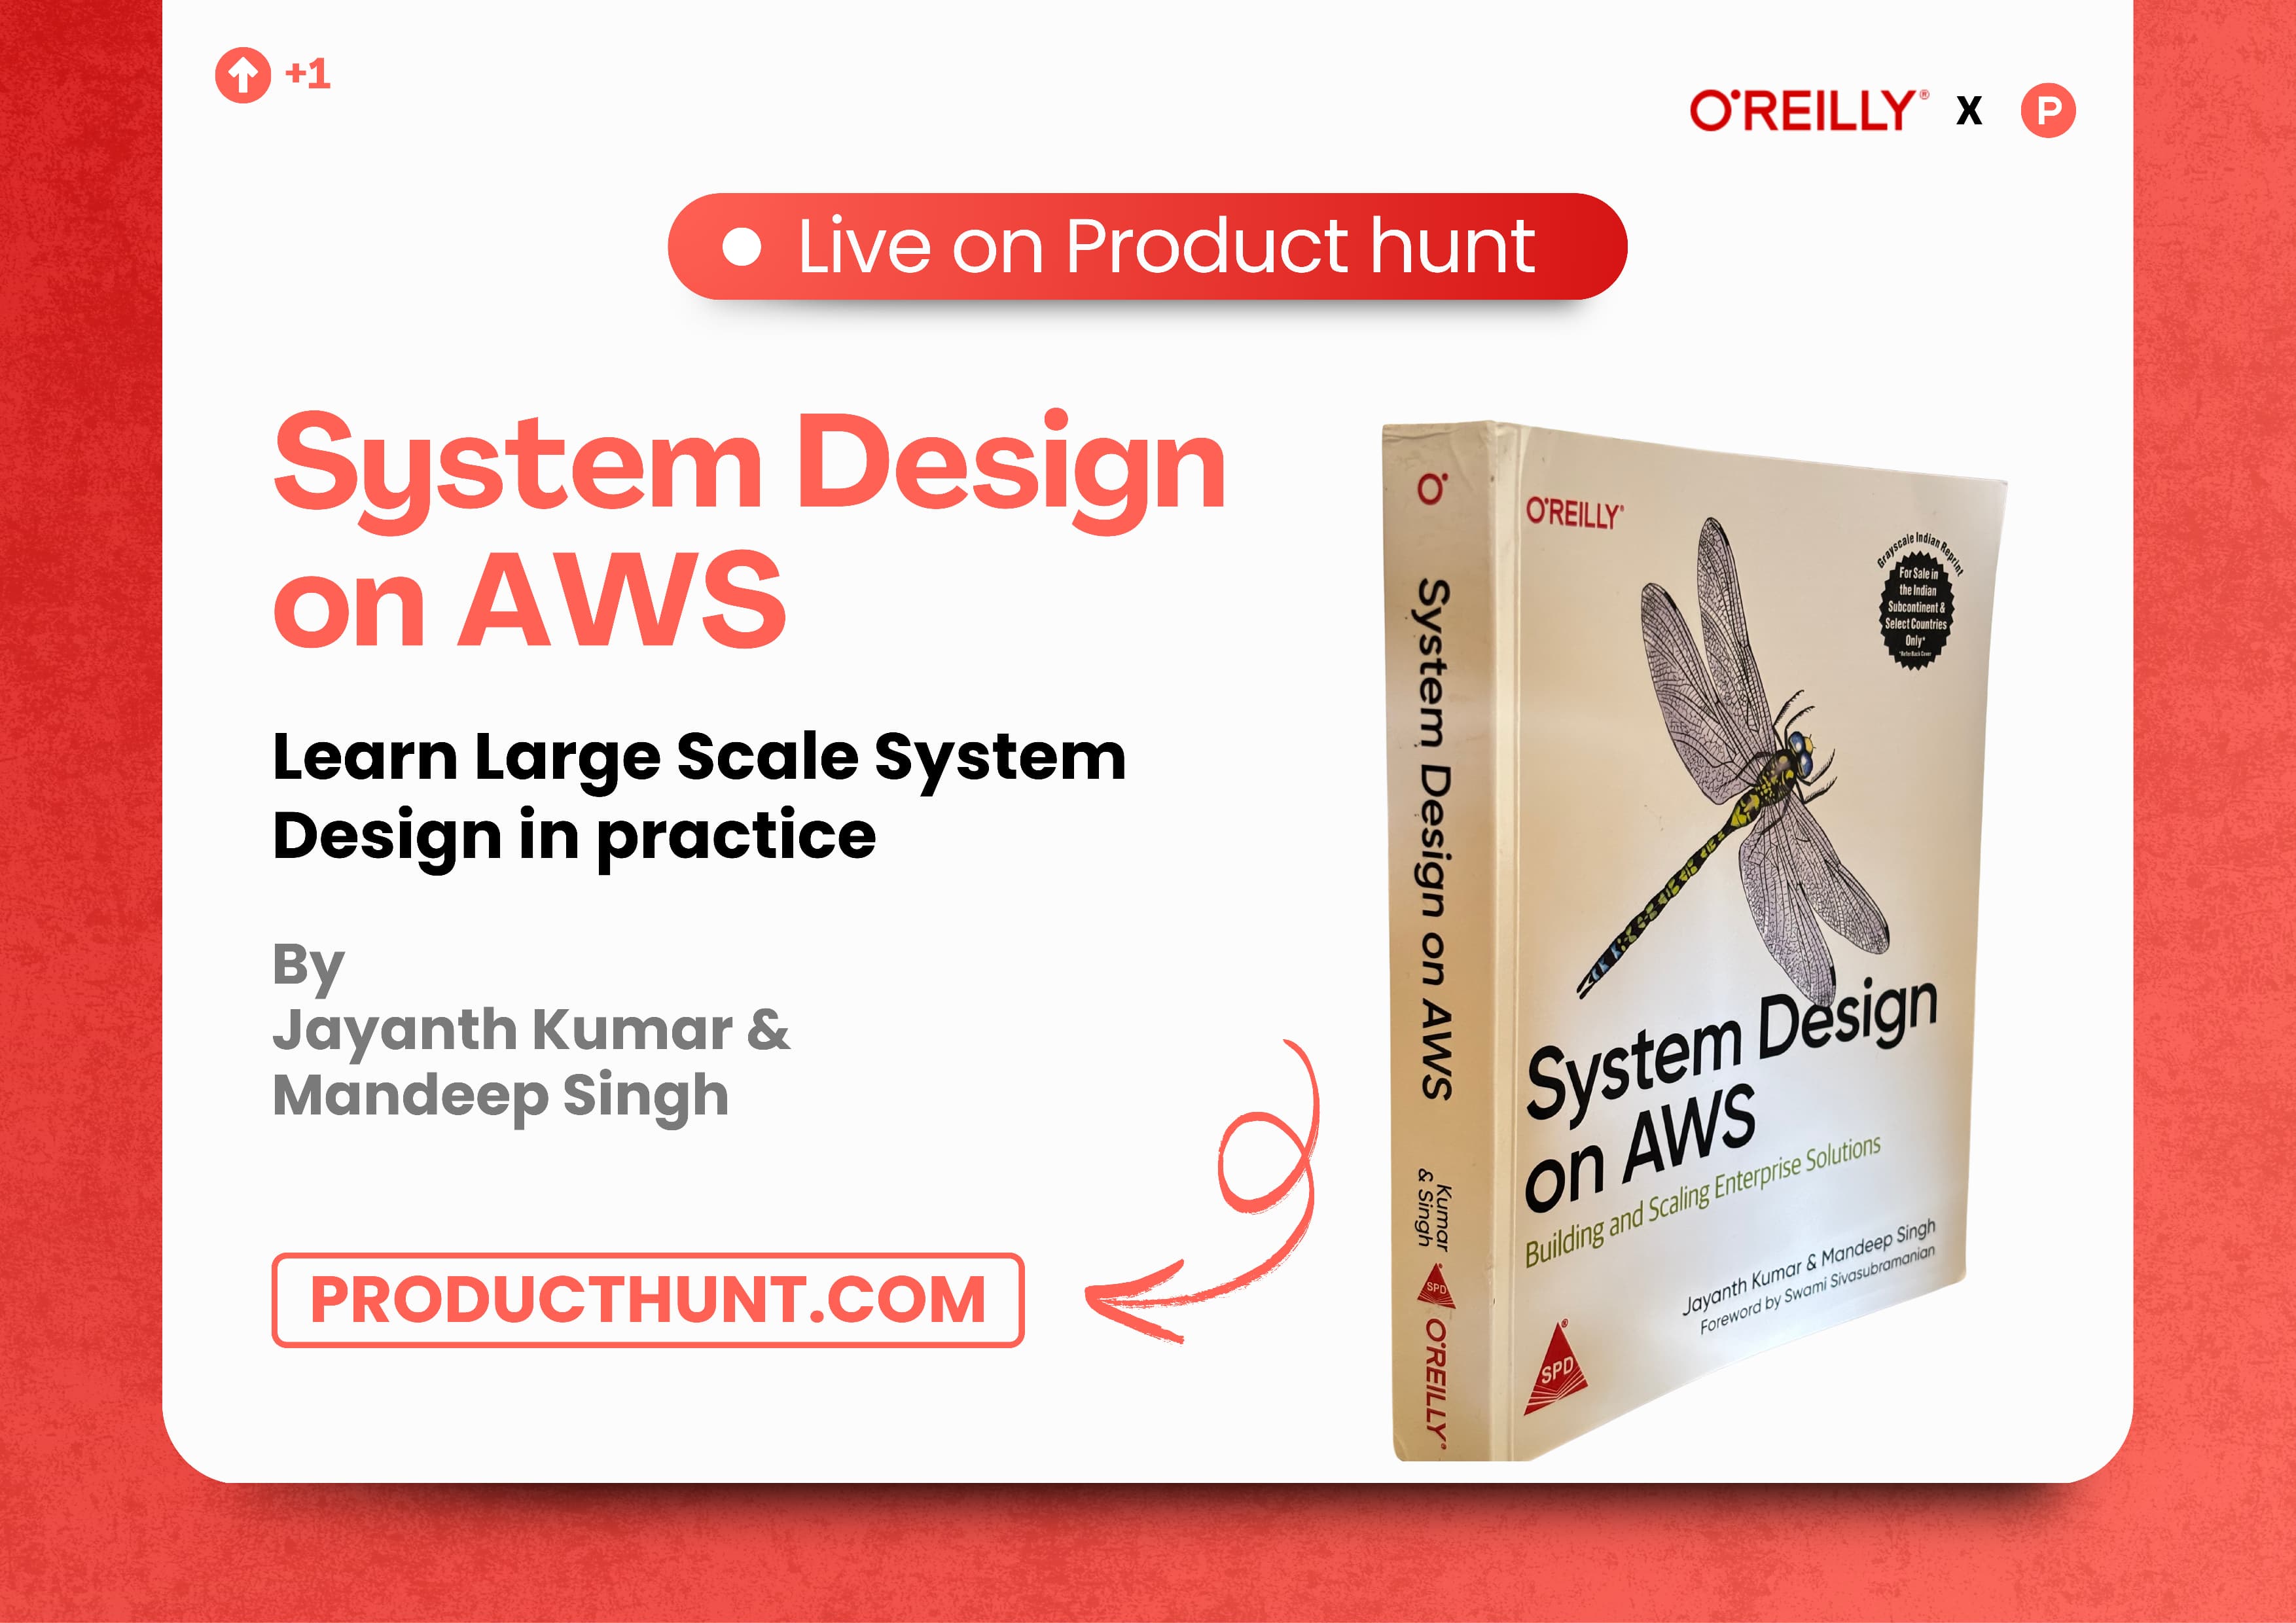 +1
O'REILLY® X P
Live on Product hunt
System Design
on AWS
Learn Large Scale System
Design in practice
By
Jayanth Kumar &
Mandeep Singh
PRODUCTHUNT.COM
System Design on AWS
Kumar
& Singh
SPD
O'REILLY®
O'REILLY®
Grayscale Indian Reprint
For Sale in
the Indian
Subcontinent &
Select Countries
Only*
*Refer Back Cover
System Design
on AWS
Building and Scaling Enterprise Solutions
Jayanth Kumar & Mandeep Singh
Foreword by Swami Sivasubramanian
SPD